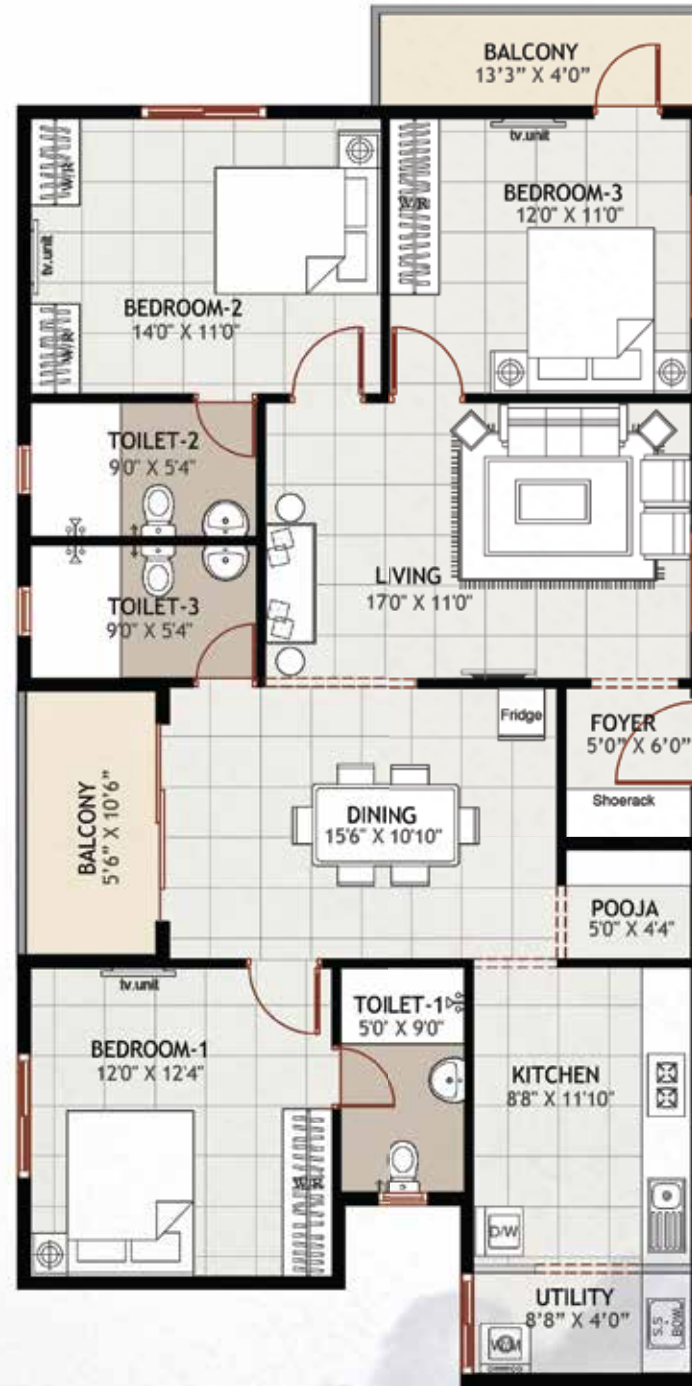 BALCONY
13'3" X 4'0"
tv.unit
W/R
BEDROOM-3
12'0" X 11'0"
W/R
tv.unit
BEDROOM-2
14'0" X 11'0"
W/R
TOILET-2
9'0" X 5'4"
LIVING
17'0" X 11'0"
TOILET-3
9'0" X 5'4"
Fridge
FOYER
5'0" X 6'0"
Shoerack
BALCONY
5'6" X 10'6"
DINING
15'6" X 10'10"
POOJA
5'0" X 4'4"
tv.unit
TOILET-1
5'0" X 9'0"
BEDROOM-1
12'0" X 12'4"
KITCHEN
8'8" X 11'10"
W/R
D/W
UTILITY
8'8" X 4'0"
W/M
S.S
BOWL